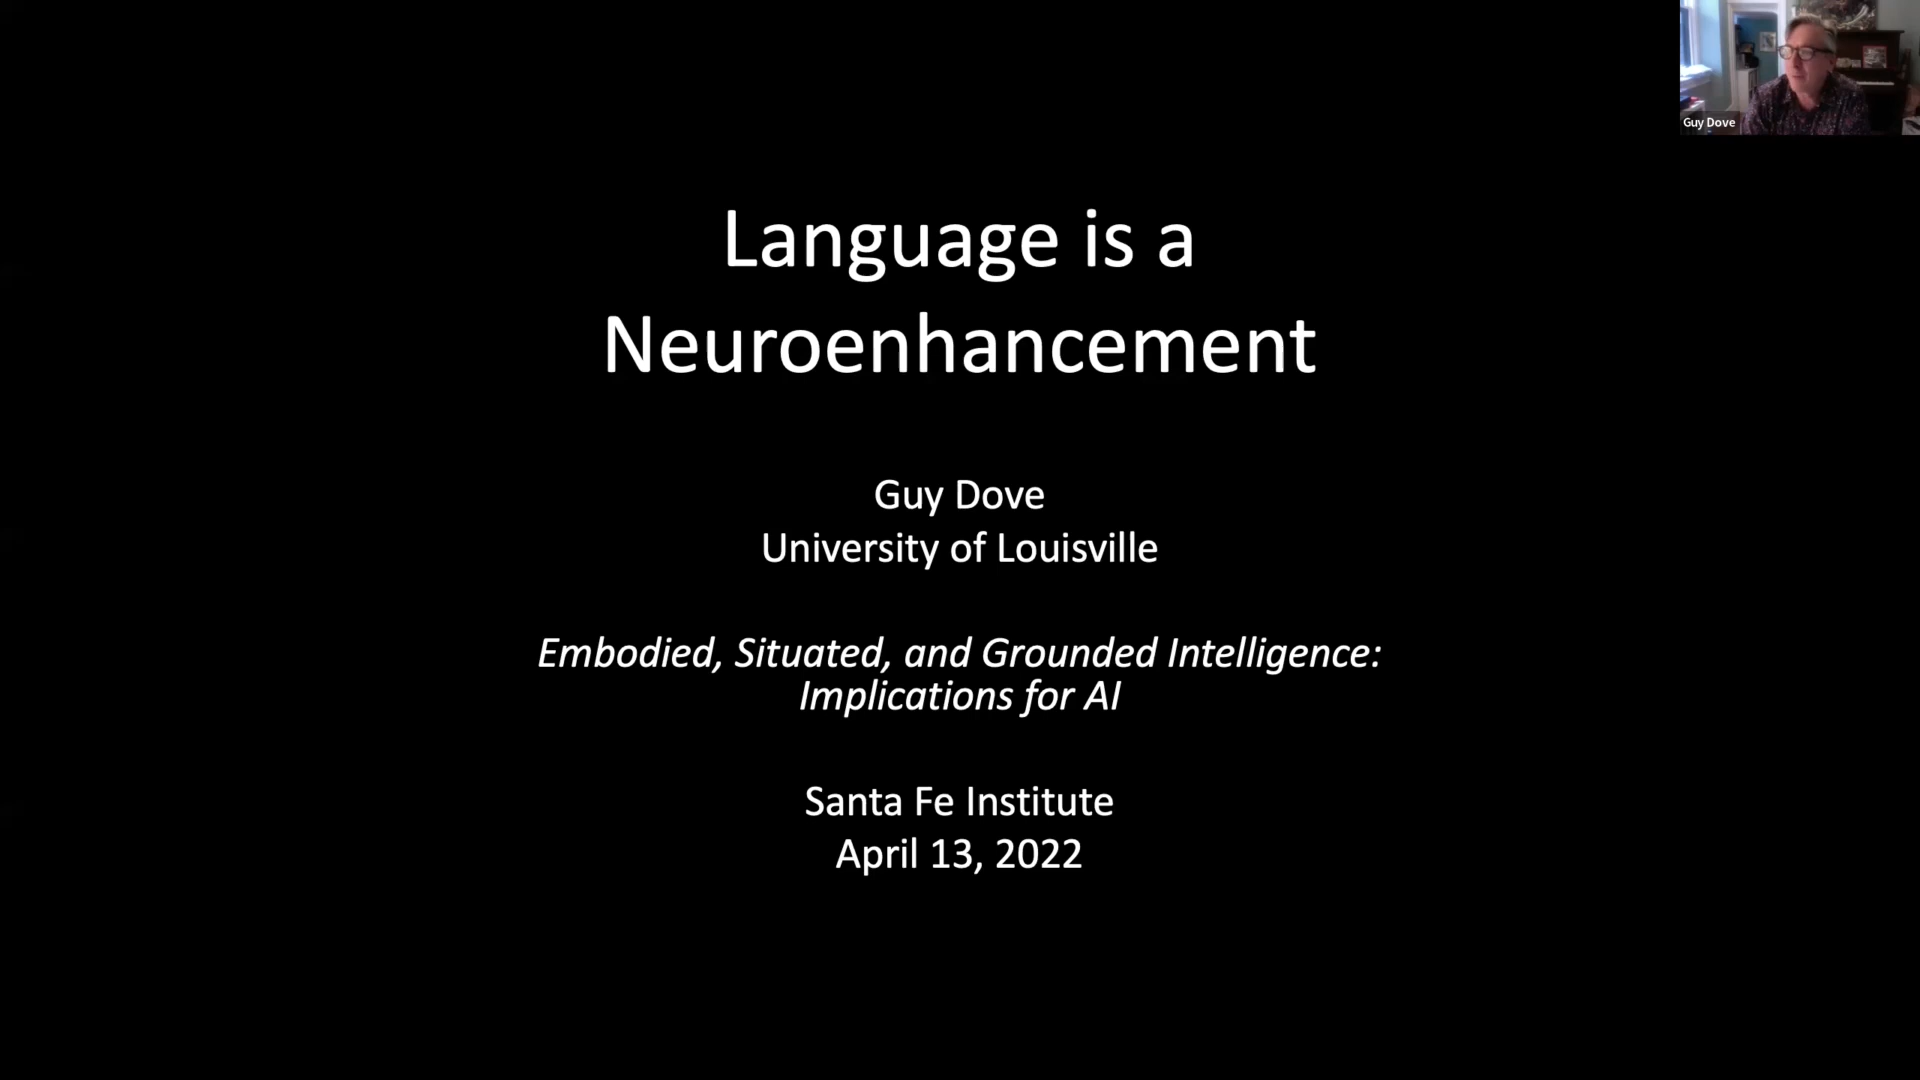 Guy Dove
Language is a
Neuroenhancement
Guy Dove
University of Louisville
Embodied, Situated, and Grounded Intelligence:
Implications for AI
Santa Fe Institute
April 13, 2022